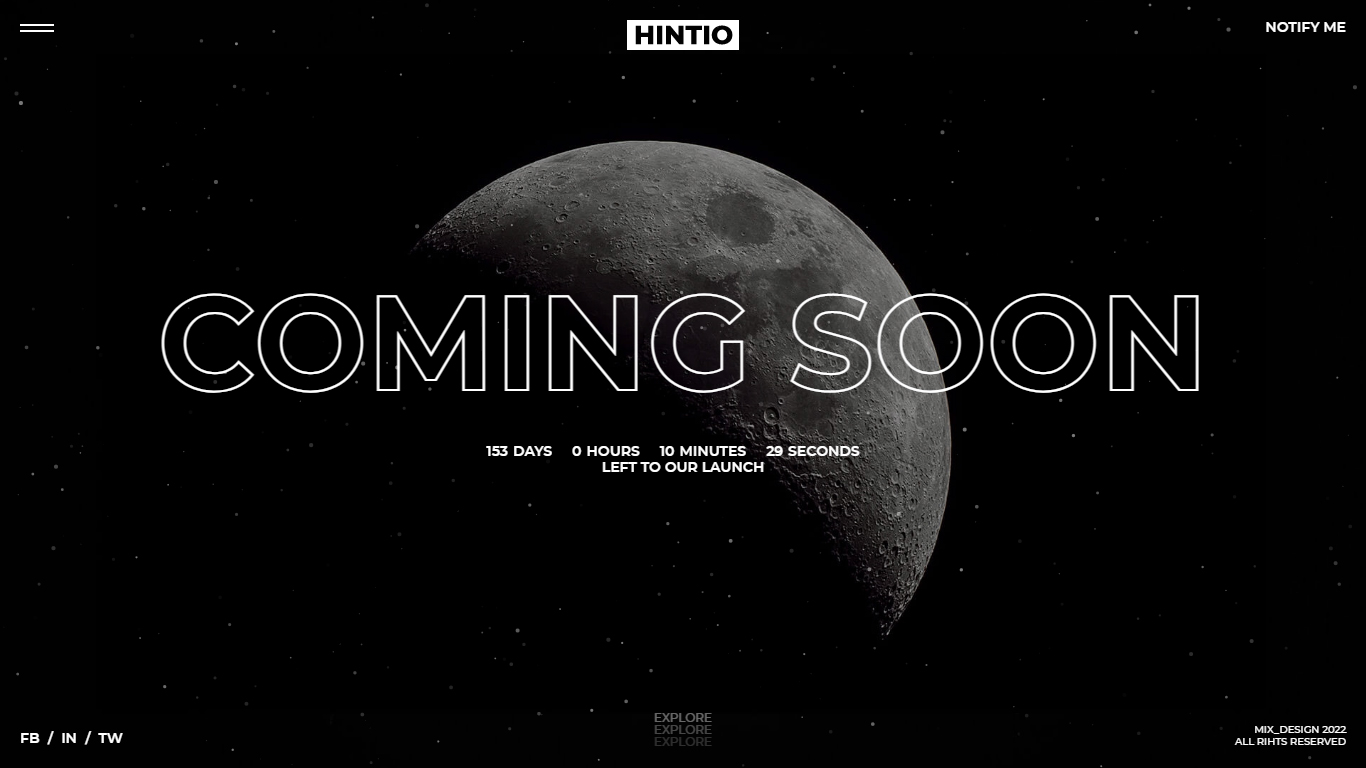 HINTIO
NOTIFY ME
COMING SOON
153 DAYS 0 HOURS 10 MINUTES 29 SECONDS
LEFT TO OUR LAUNCH
EXPLORE
EXPLORE
EXPLORE
FB / IN / TW
MIX_DESIGN 2022
ALL RIHTS RESERVED